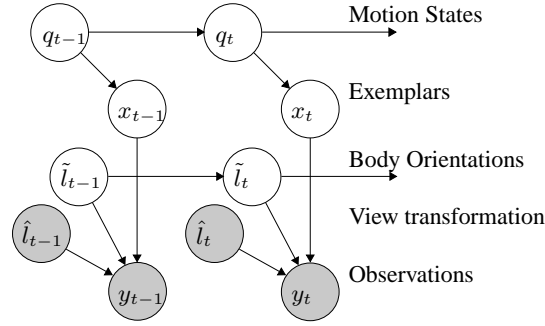 q_{t−1} q_t Motion States
x_{t−1} x_t Exemplars
\tilde{l}_{t−1} \tilde{l}_t Body Orientations
\hat{l}_{t−1} \hat{l}_t View transformation
y_{t−1} y_t Observations